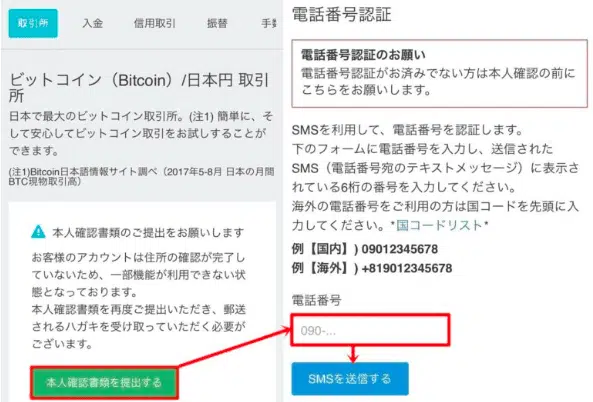 取引所 入金 信用取引 振替
ビットコイン（Bitcoin）/日本円 取引
所
日本で最大のビットコイン取引所。(注1) 簡単に、そ
して安心してビットコイン取引をお試しすることが
できます。
(注1)Bitcoin日本語情報サイト調べ（2017年5-8月 日本の月間
BTC現物取引高）
本人確認書類のご提出をお願いします
お客様のアカウントは住所の確認が完了し
ていないため、一部機能が利用できない状
態となっております。
本人確認書類を再度ご提出いただき、郵送
されるハガキを受け取っていただく必要が
ございます。
本人確認書類を提出する
電話番号認証
電話番号認証のお願い
電話番号認証がお済みでない方は本人確認の前に
こちらをお願いします。
SMSを利用して、電話番号を認証します。
下のフォームに電話番号を入力し、送信された
SMS（電話番号宛のテキストメッセージ）に表示さ
れている6桁の番号を入力してください。
海外の電話番号をご利用の方は国コードを先頭に入
力してください。*国コードリスト*
例【国内】) 09012345678
例【海外】) +819012345678
電話番号
090-...
SMSを送信する